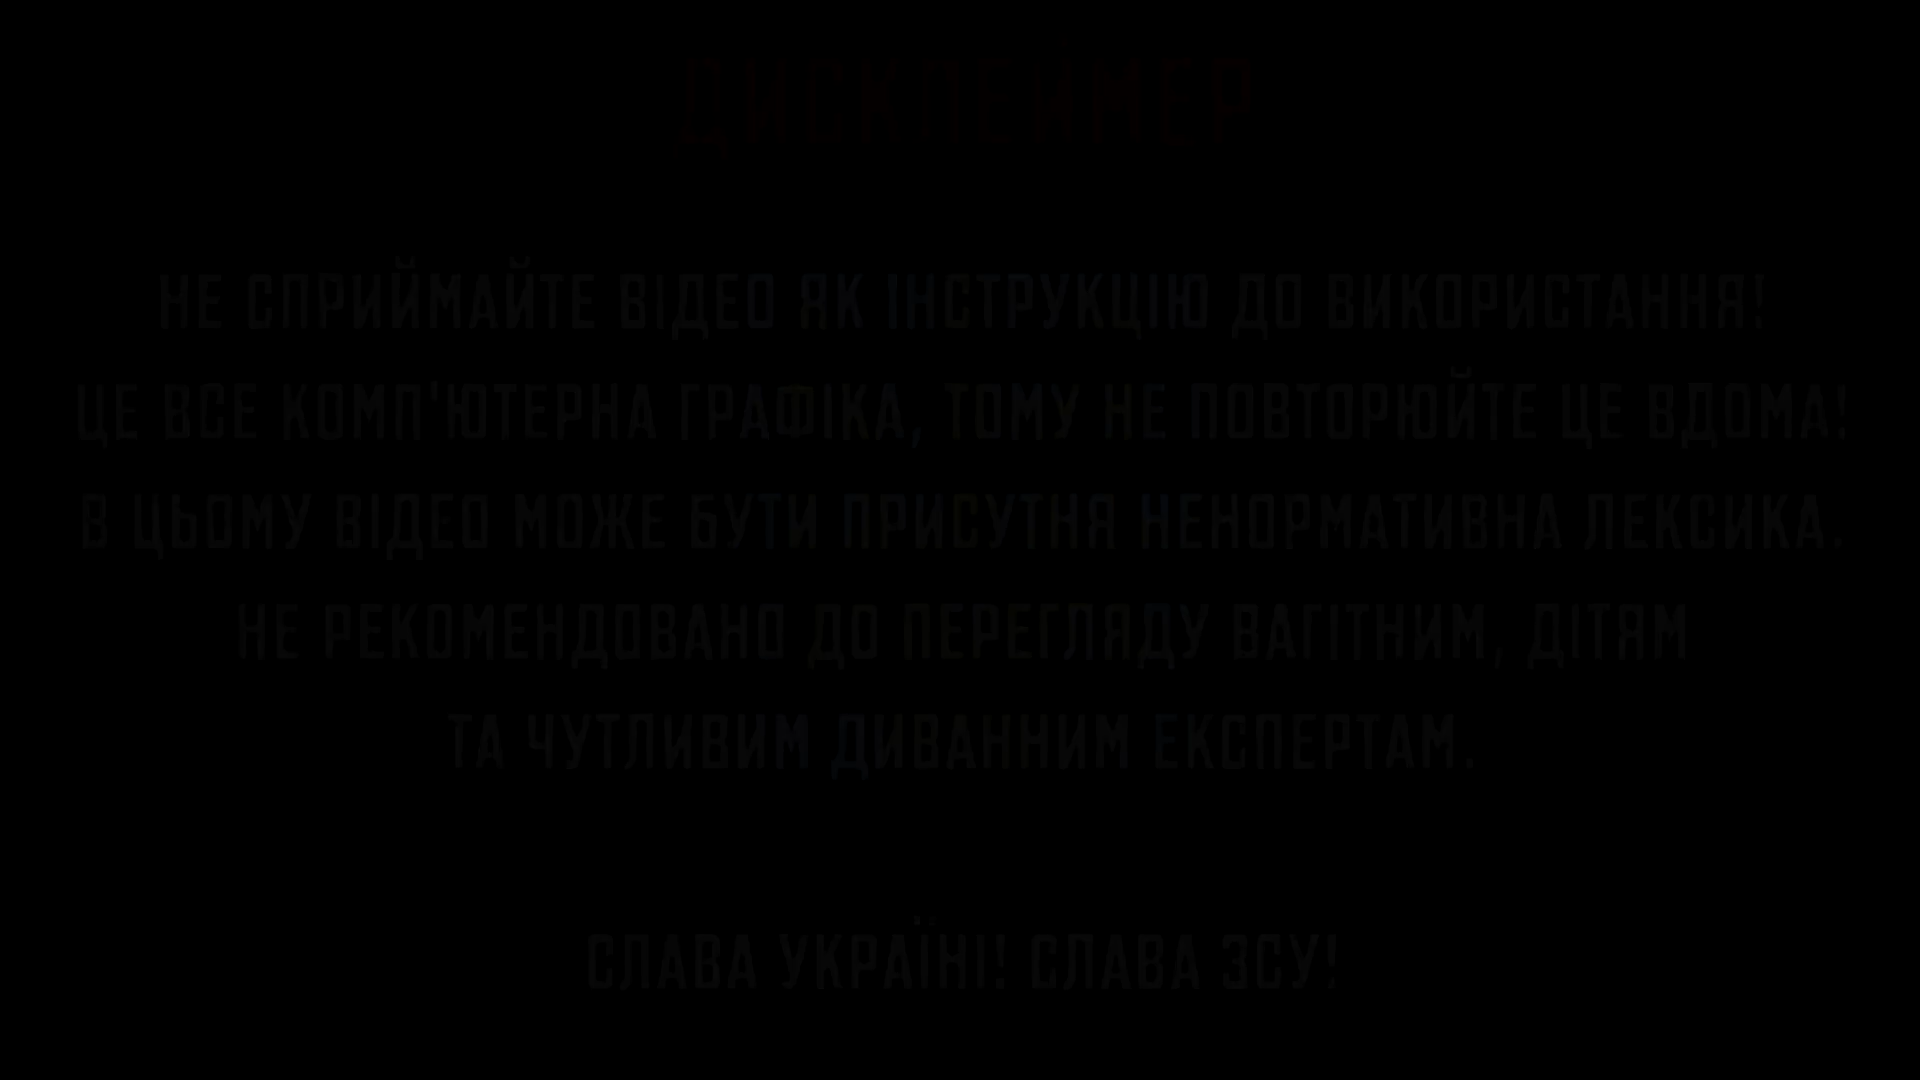 ДИСКЛЕЙМЕР
НЕ СПРИЙМАЙТЕ ВІДЕО ЯК ІНСТРУКЦІЮ ДО ВИКОРИСТАННЯ!
ЦЕ ВСЕ КОМП'ЮТЕРНА ГРАФІКА, ТОМУ НЕ ПОВТОРЮЙТЕ ЦЕ ВДОМА!
В ЦЬОМУ ВІДЕО МОЖЕ БУТИ ПРИСУТНЯ НЕНОРМАТИВНА ЛЕКСИКА.
НЕ РЕКОМЕНДОВАНО ДО ПЕРЕГЛЯДУ ВАГІТНИМ, ДІТЯМ
ТА ЧУТЛИВИМ ДИВАННИМ ЕКСПЕРТАМ.
СЛАВА УКРАЇНІ! СЛАВА ЗСУ!